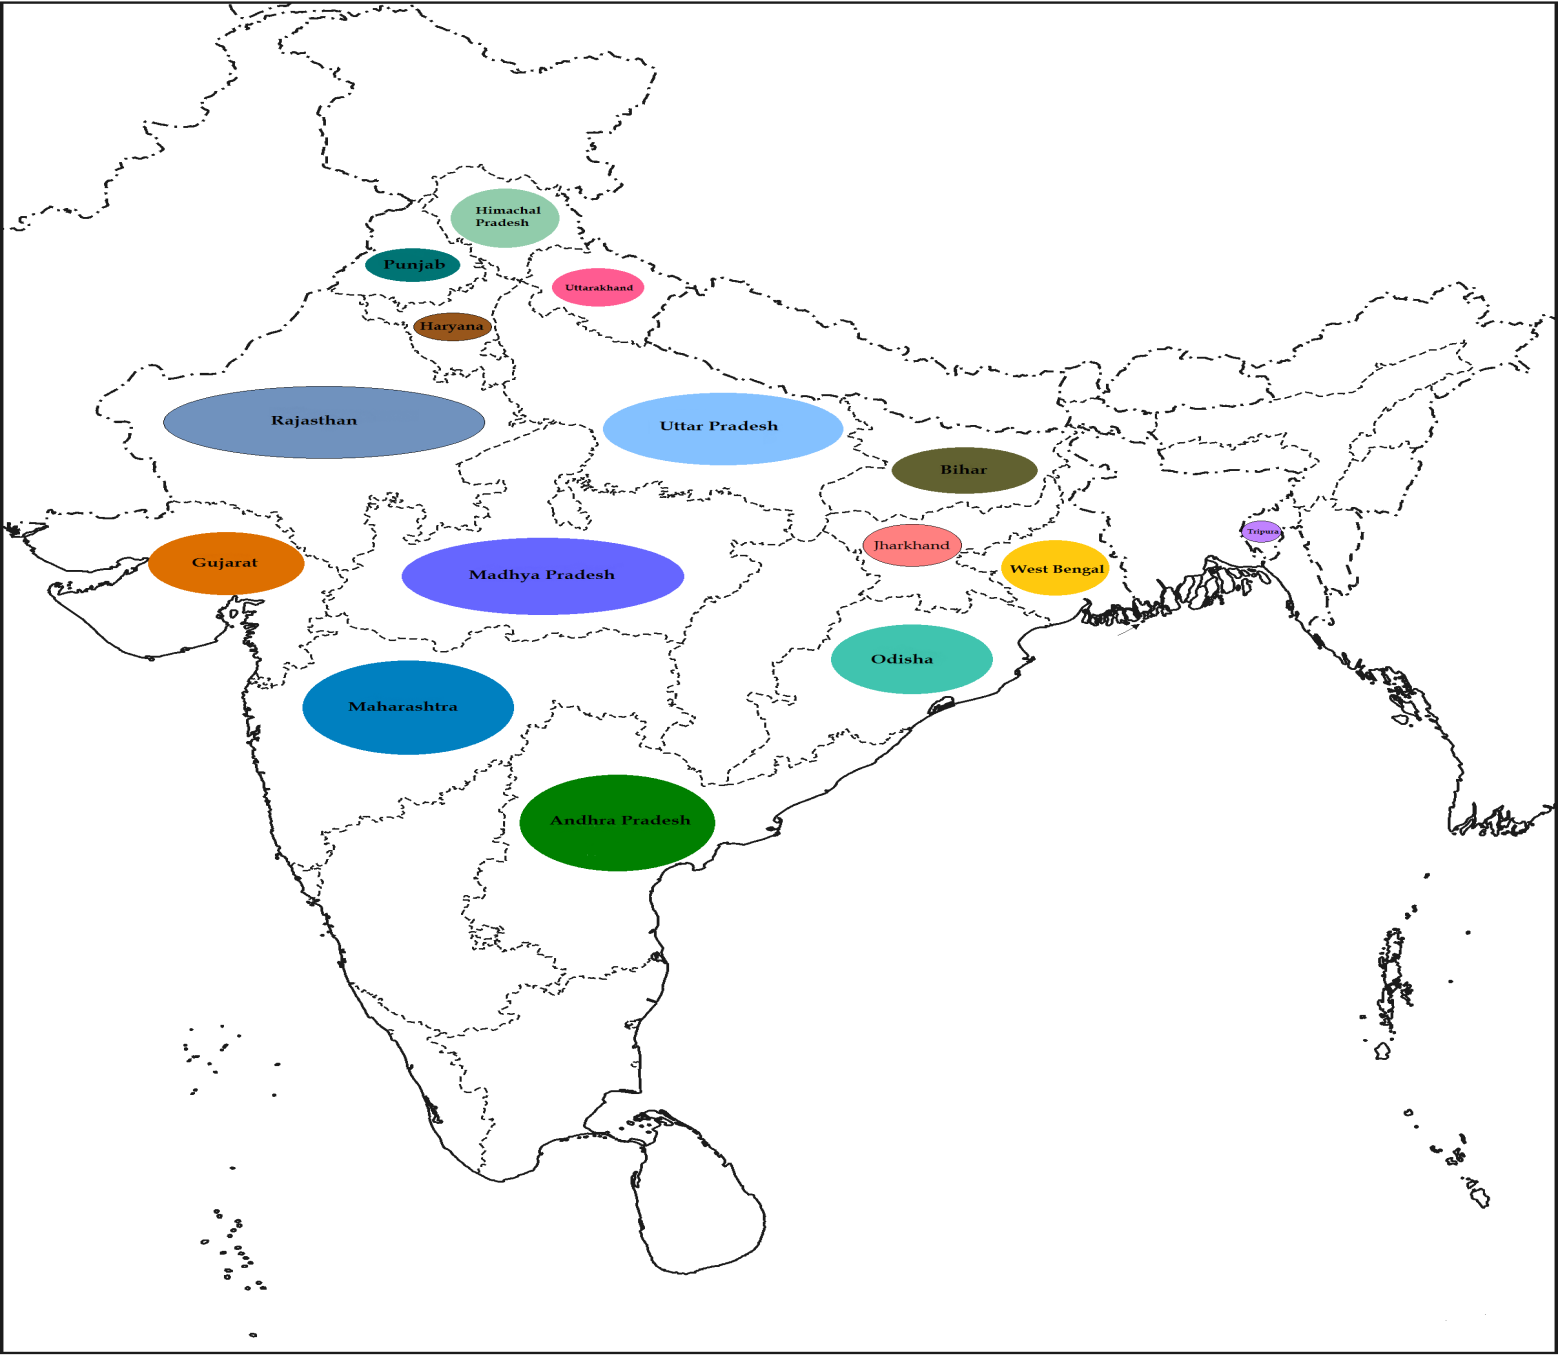 Himachal
Pradesh
Punjab
Uttarakhand
Haryana
Rajasthan
Uttar Pradesh
Bihar
Tripura
Jharkhand
Gujarat
West Bengal
Madhya Pradesh
Odisha
Maharashtra
Andhra Pradesh